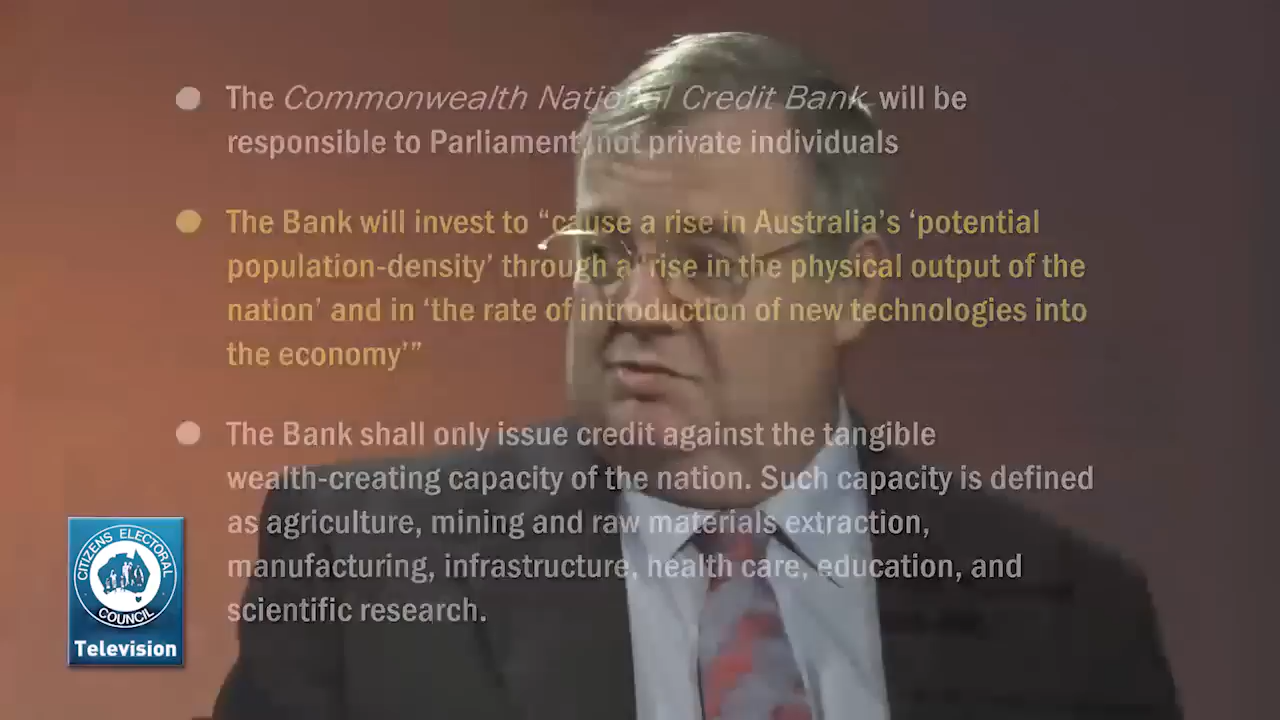 The Commonwealth National Credit Bank will be
responsible to Parliament, not private individuals
The Bank will invest to “cause a rise in Australia’s ‘potential
population-density’ through a ‘rise in the physical output of the
nation’ and in ‘the rate of introduction of new technologies into
the economy’”
The Bank shall only issue credit against the tangible
wealth-creating capacity of the nation. Such capacity is defined
as agriculture, mining and raw materials extraction,
manufacturing, infrastructure, health care, education, and
scientific research.
CITIZENS ELECTORAL
COUNCIL
Television